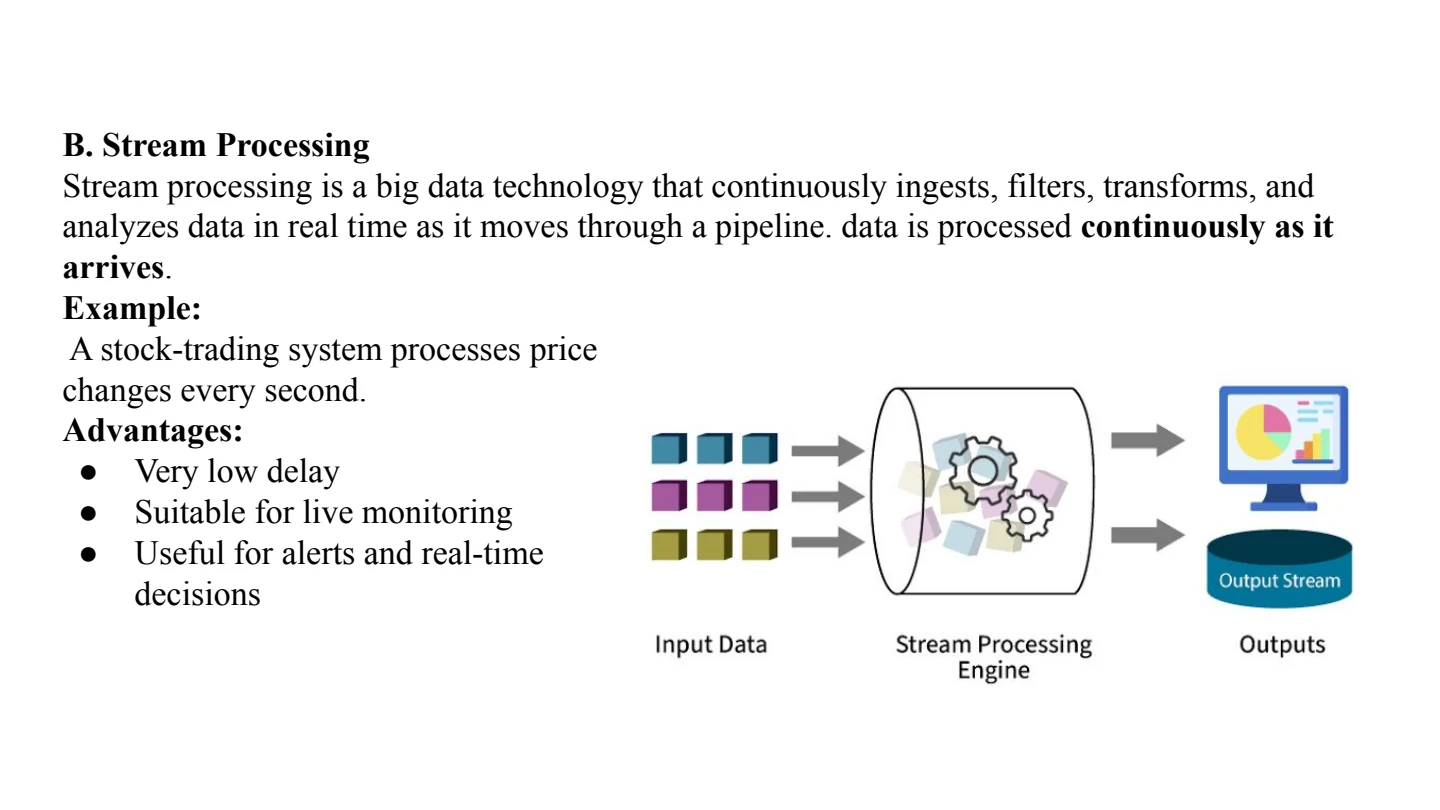 B. Stream Processing
Stream processing is a big data technology that continuously ingests, filters, transforms, and
analyzes data in real time as it moves through a pipeline. data is processed continuously as it
arrives.
Example:
A stock-trading system processes price
changes every second.
Advantages:
● Very low delay
● Suitable for live monitoring
● Useful for alerts and real-time
decisions
Output Stream
Input Data
Stream Processing
Engine
Outputs